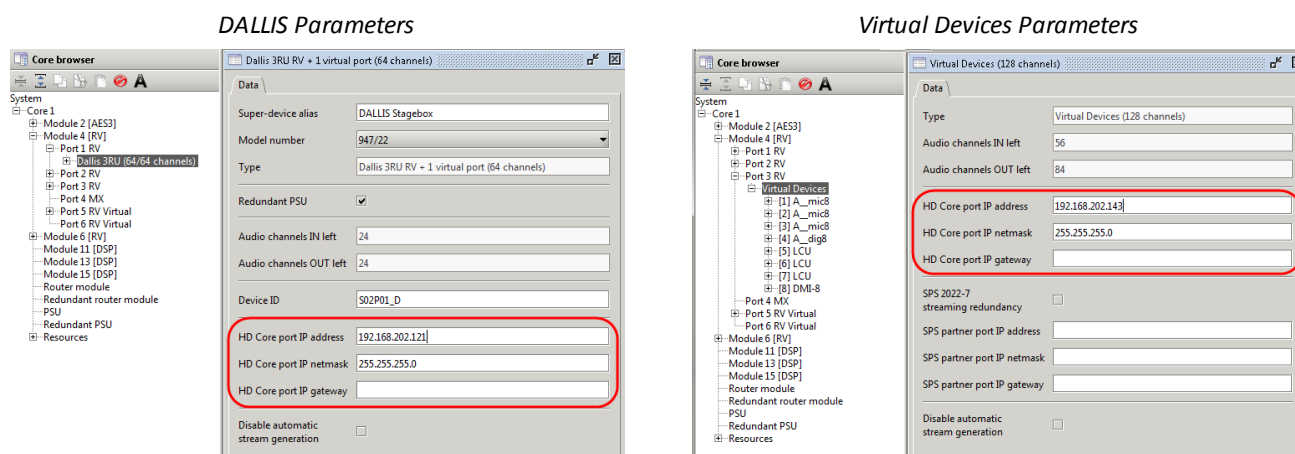 DALLIS Parameters
Core browser
A
System
Core 1
Module 2 [AES3]
Module 4 [RV]
Port 1 RV
Dallis 3RU (64/64 channels)
Port 2 RV
Port 3 RV
Port 4 MX
Port 5 RV Virtual
Port 6 RV Virtual
Module 6 [RV]
Module 11 [DSP]
Module 13 [DSP]
Module 15 [DSP]
Router module
Redundant router module
PSU
Redundant PSU
Resources
Dallis 3RU RV + 1 virtual port (64 channels)
Data
Super-device alias DALLIS Stagebox
Model number 947/22
Type Dallis 3RU RV + 1 virtual port (64 channels)
Redundant PSU
Audio channels IN left 24
Audio channels OUT left 24
Device ID S02P01_D
HD Core port IP address 192.168.202.121
HD Core port IP netmask 255.255.255.0
HD Core port IP gateway
Disable automatic
stream generation
Virtual Devices Parameters
Core browser
A
System
Core 1
Module 2 [AES3]
Module 4 [RV]
Port 1 RV
Port 2 RV
Port 3 RV
Virtual Devices
[1] A__mic8
[2] A__mic8
[3] A__mic8
[4] A__dig8
[5] LCU
[6] LCU
[7] LCU
[8] DMI-8
Port 4 MX
Port 5 RV Virtual
Port 6 RV Virtual
Module 6 [RV]
Module 11 [DSP]
Module 13 [DSP]
Module 15 [DSP]
Router module
Redundant router module
PSU
Redundant PSU
Resources
Virtual Devices (128 channels)
Data
Type Virtual Devices (128 channels)
Audio channels IN left 56
Audio channels OUT left 84
HD Core port IP address 192.168.202.143
HD Core port IP netmask 255.255.255.0
HD Core port IP gateway
SPS 2022-7
streaming redundancy
SPS partner port IP address
SPS partner port IP netmask
SPS partner port IP gateway
Disable automatic
stream generation